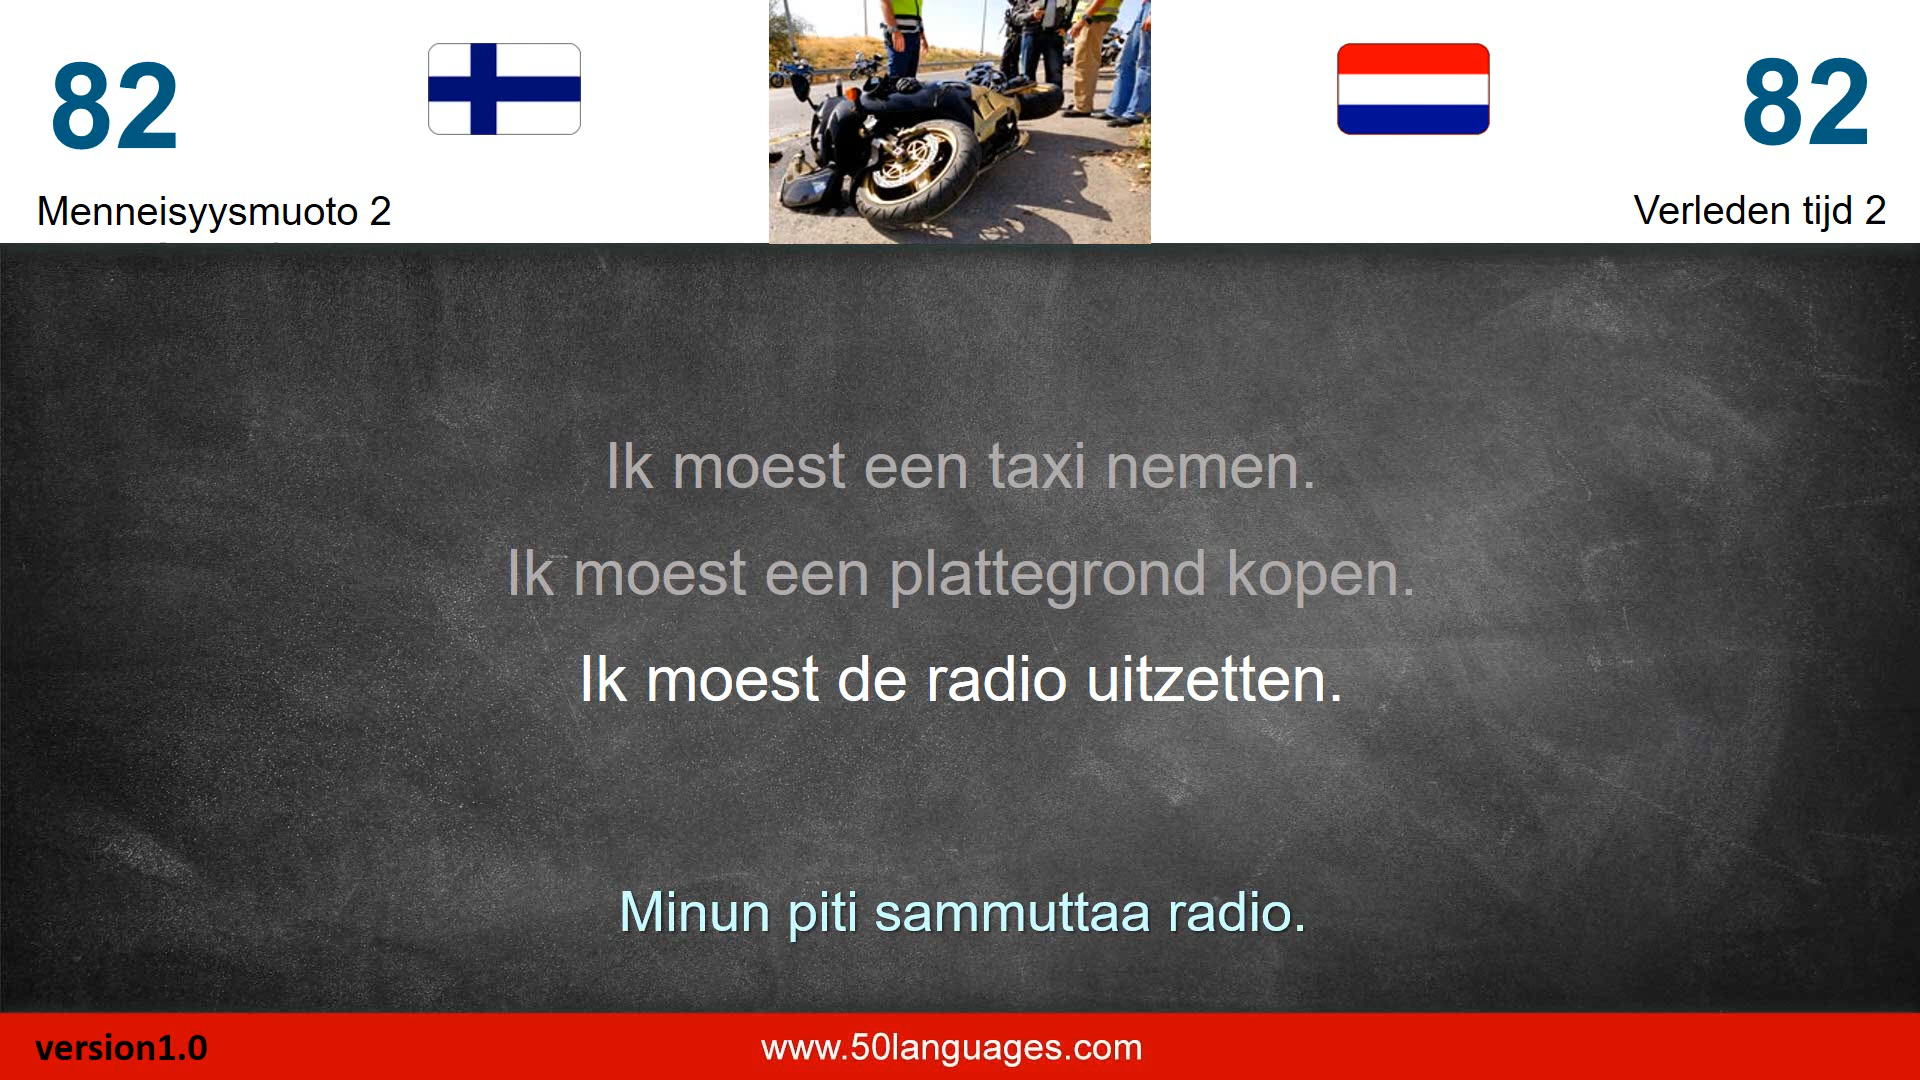 82
82
Menneisyysmuoto 2
Verleden tijd 2
Ik moest een taxi nemen.
Ik moest een plattegrond kopen.
Ik moest de radio uitzetten.
Minun piti sammuttaa radio.
version1.0
www.50languages.com